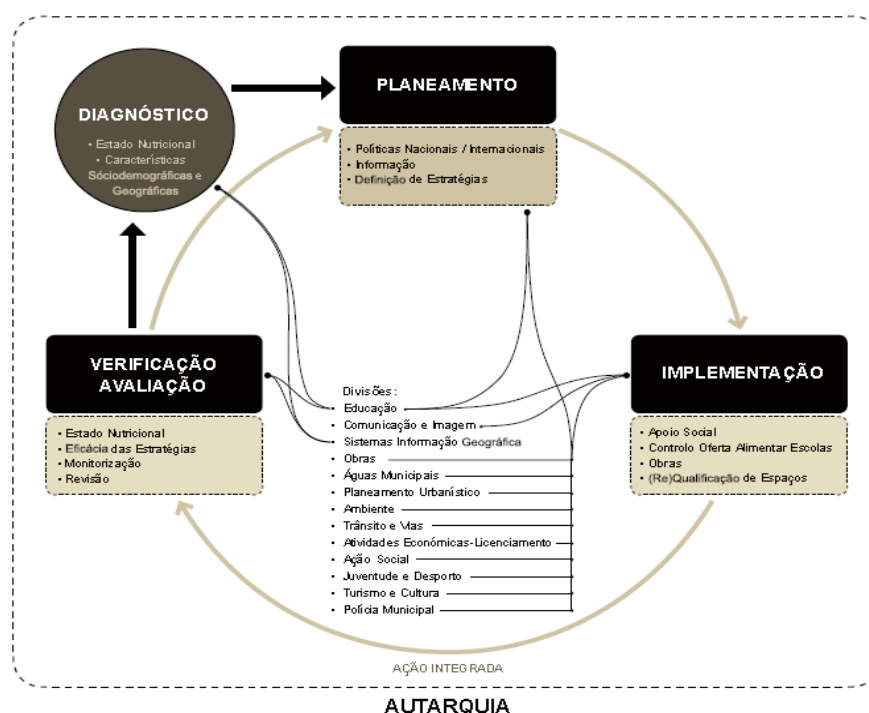 DIAGNÓSTICO
• Estado Nutricional
• Características
Sóciodemográficas e
Geográficas
PLANEAMENTO
• Políticas Nacionais / Internacionais
• Informação
• Definição de Estratégias
VERIFICAÇÃO
AVALIAÇÃO
• Estado Nutricional
• Eficácia das Estratégias
• Monitorização
• Revisão
Divisões :
• Educação
• Comunicação e Imagem
• Sistemas Informação Geográfica
• Obras
• Águas Municipais
• Planeamento Urbanístico
• Ambiente
• Trânsito e Vias
• Atividades Económicas-Licenciamento
• Ação Social
• Juventude e Desporto
• Turismo e Cultura
• Polícia Municipal
IMPLEMENTAÇÃO
• Apoio Social
• Controlo Oferta Alimentar Escolas
• Obras
• (Re)Qualificação de Espaços
AÇÃO INTEGRADA
AUTARQUIA